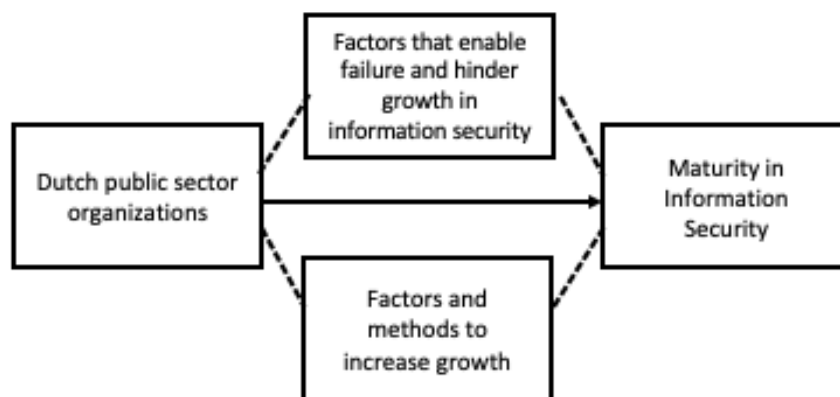 Factors that enable
failure and hinder
growth in
information security
Dutch public sector
organizations
Maturity in
Information
Security
Factors and
methods to
increase growth